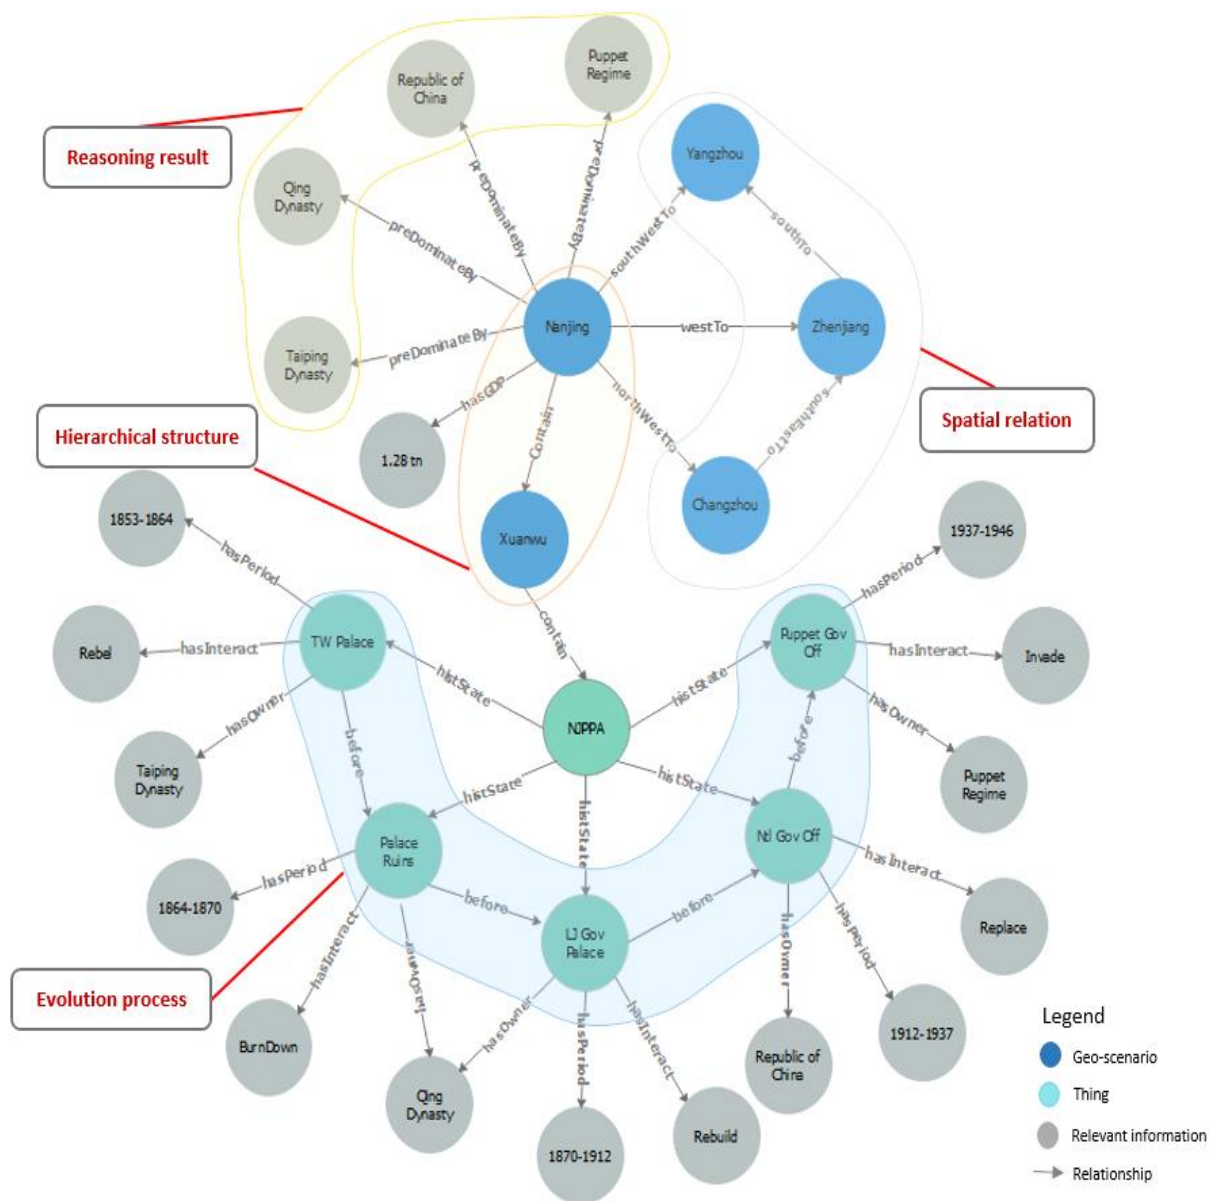 Puppet
Regime
Republic of
China
Reasoning result
Qing
Dynasty
Yangzhou
preDominateBy
preDominateBy
preDominateBy
southWestTo
southTo
Nanjing
westTo
Zhenjiang
Taiping
Dynasty
preDominateBy
hasGDP
Contain
northWestTo
southEastTo
Spatial relation
Hierarchical structure
1.28 tn
1853-1864
Xuanwu
Changzhou
1937-1946
hasPeriod
hasPeriod
contain
Rebel
hasInteract
TW Palace
Puppet Gov
Off
hasInteract
Invade
histState
histState
hasOwner
hasOwner
before
NJPPA
before
Taiping
Dynasty
Puppet
Regime
histState
histState
histState
Palace
Ruins
Ntl Gov Off
hasInteract
1864-1870
hasPeriod
before
before
Replace
LJ Gov
Palace
hasInteract
hasOwner
hasOwner
hasPeriod
Evolution process
hasOwner
hasPeriod
hasInteract
BurnDown
Republic of
China
1912-1937
Qing
Dynasty
Rebuild
1870-1912
Legend
Geo-scenario
Thing
Relevant information
Relationship